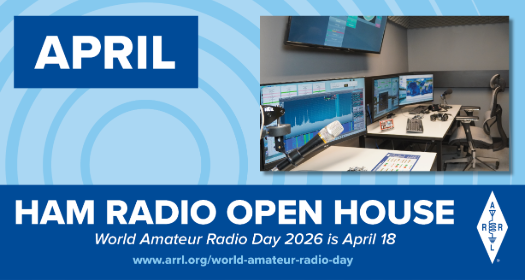 APRIL
HAM RADIO OPEN HOUSE
World Amateur Radio Day 2026 is April 18
www.arrl.org/world-amateur-radio-day
A
R R
L